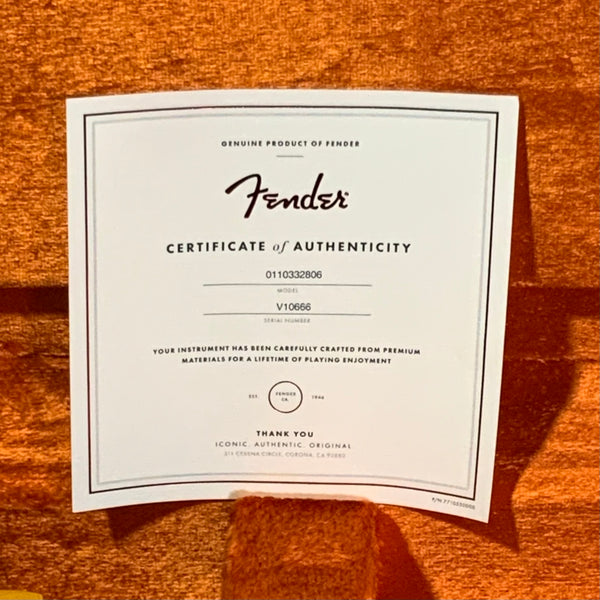 GENUINE PRODUCT OF FENDER
Fender
CERTIFICATE of AUTHENTICITY
0110332806
MODEL
V10666
SERIAL NUMBER
YOUR INSTRUMENT HAS BEEN CAREFULLY CRAFTED FROM PREMIUM
MATERIALS FOR A LIFETIME OF PLAYING ENJOYMENT
EST. FENDER CA. 1946
THANK YOU
ICONIC. AUTHENTIC. ORIGINAL
311 CESSNA CIRCLE, CORONA, CA 92880